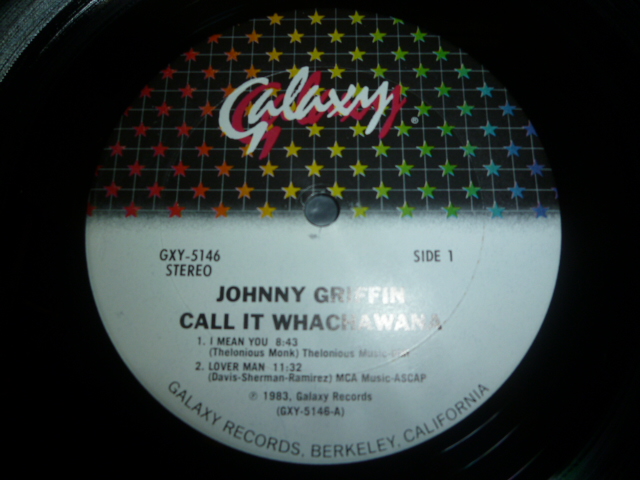 Galaxy.
GXY-5146
STEREO
SIDE 1
JOHNNY GRIFFIN
CALL IT WHACHAWANA
1. I MEAN YOU 8:43
(Thelonious Monk) Thelonious Music-BMI
2. LOVER MAN 11:32
(Davis-Sherman-Ramirez) MCA Music-ASCAP
℗ 1983, Galaxy Records
(GXY-5146-A)
GALAXY RECORDS, BERKELEY, CALIFORNIA